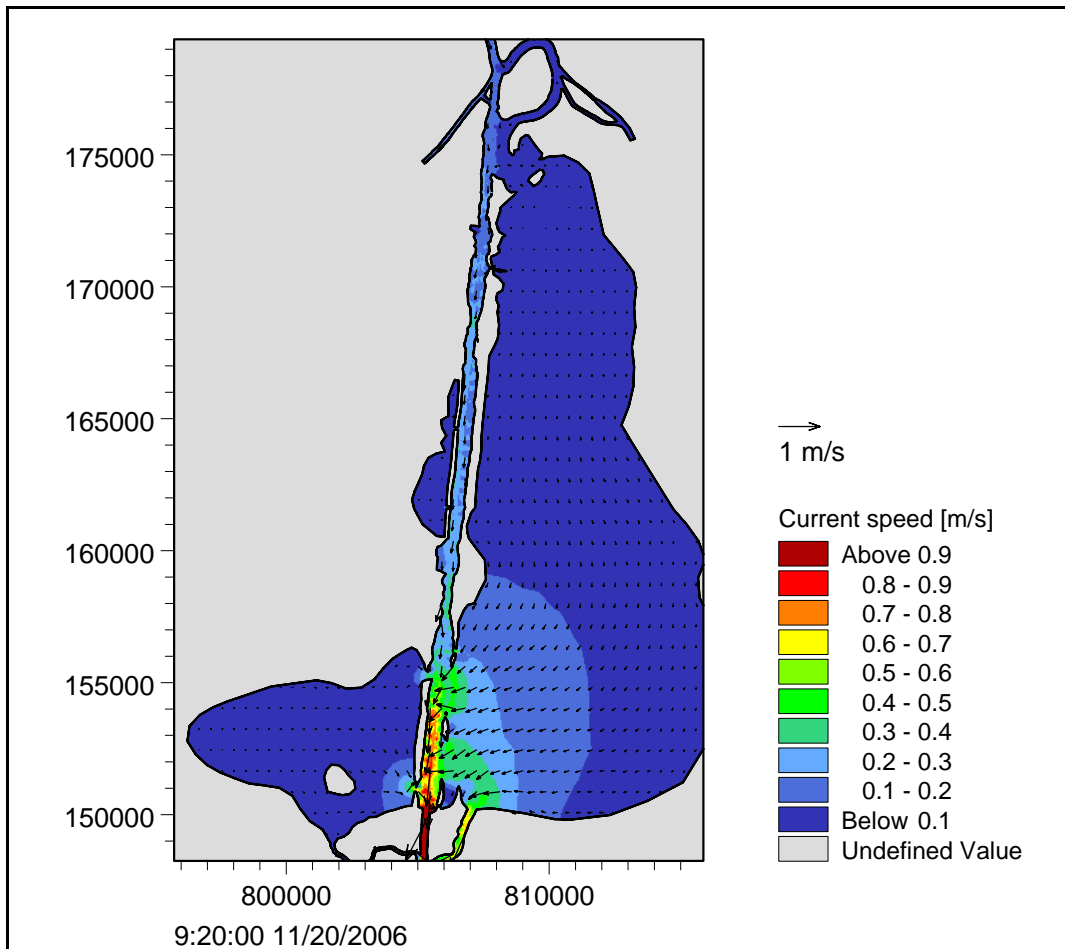 175000
170000
165000
160000
155000
150000
800000 810000
9:20:00 11/20/2006
1 m/s
Current speed [m/s]
Above 0.9
0.8 - 0.9
0.7 - 0.8
0.6 - 0.7
0.5 - 0.6
0.4 - 0.5
0.3 - 0.4
0.2 - 0.3
0.1 - 0.2
Below 0.1
Undefined Value